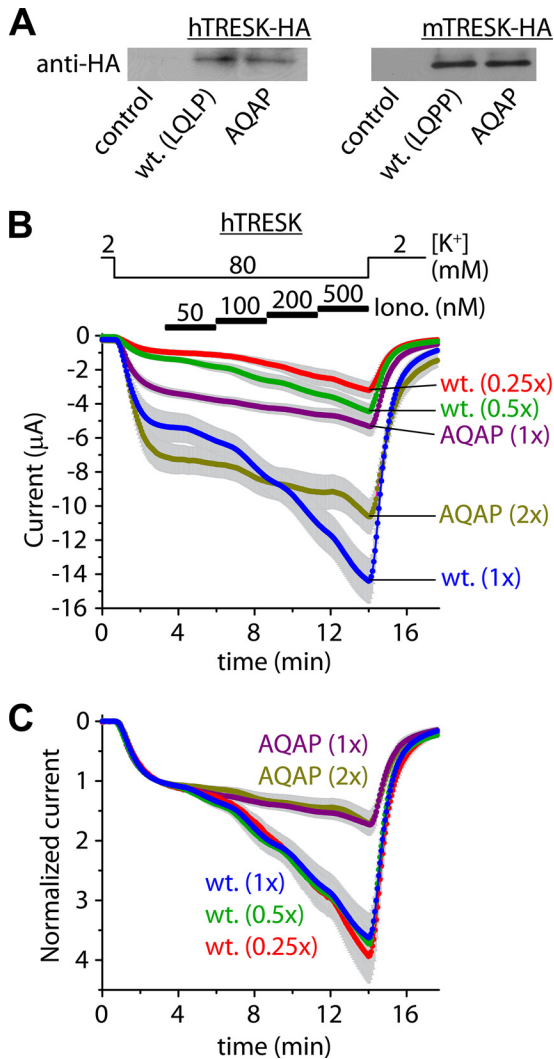 A
hTRESK-HA mTRESK-HA
anti-HA
control wt. (LQLP) AQAP control wt. (LQPP) AQAP
B
hTRESK
2 80 2 [K⁺] (mM)
50 100 200 500 Iono. (nM)
0
-2
-4
-6
-8
-10
-12
-14
-16
Current (µA)
wt. (0.25x)
wt. (0.5x)
AQAP (1x)
AQAP (2x)
wt. (1x)
0 4 8 12 16
time (min)
C
0
1
2
3
4
Normalized current
AQAP (1x)
AQAP (2x)
wt. (1x)
wt. (0.5x)
wt. (0.25x)
0 4 8 12 16
time (min)